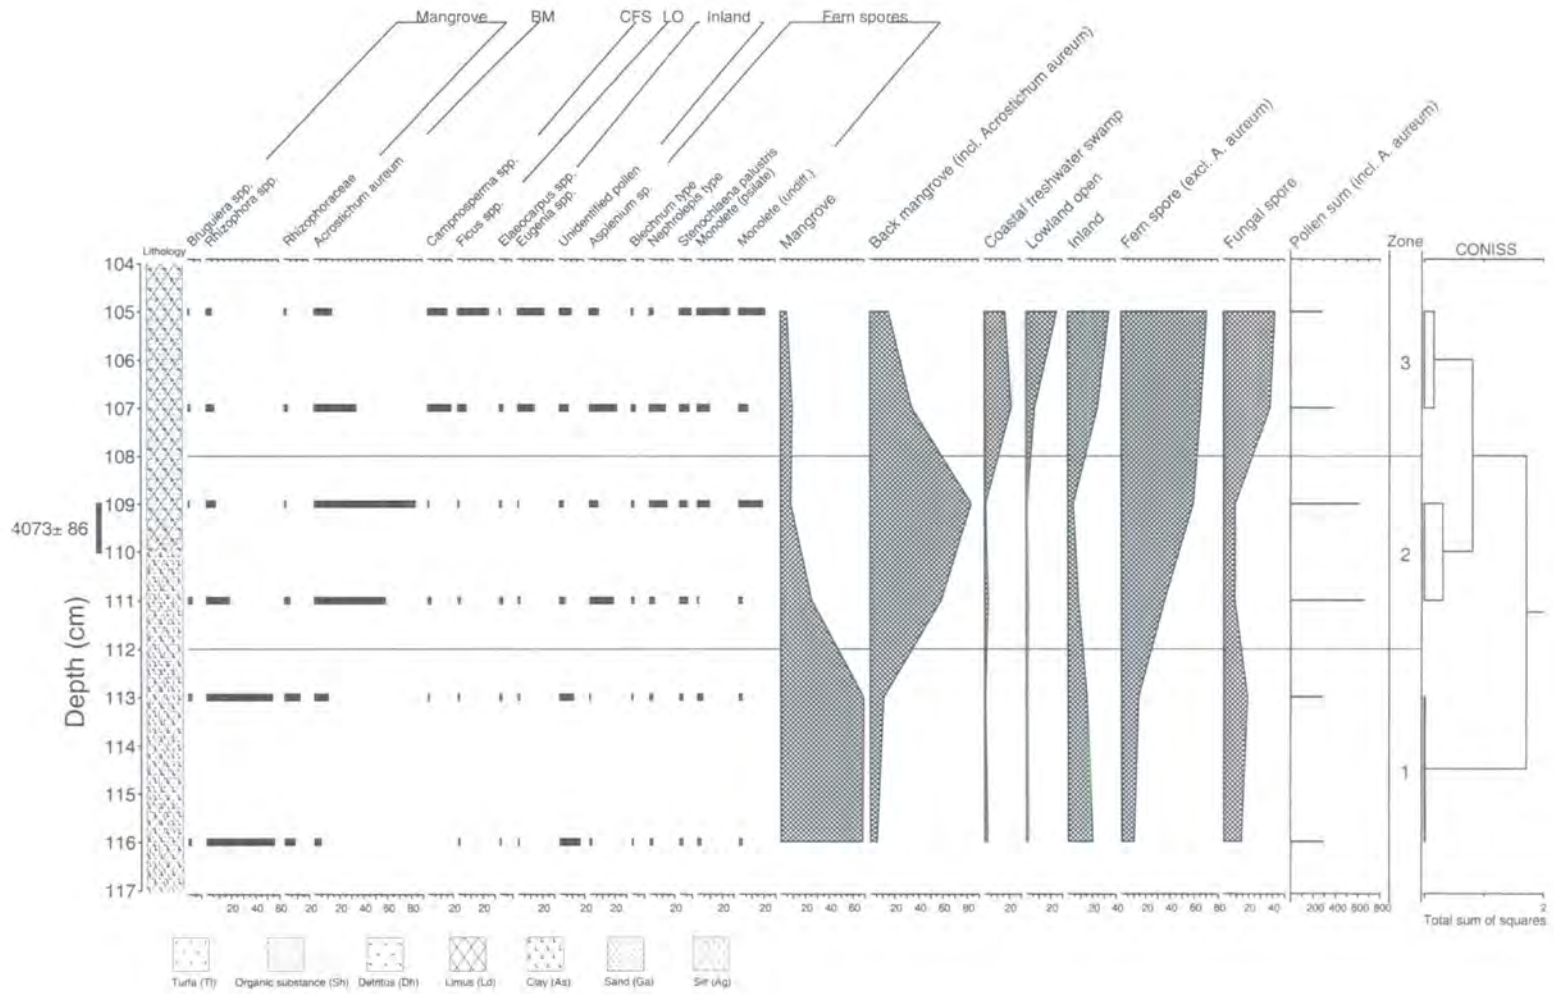 Mangrove BM CFS LO Inland Fern spores
Bruguiera spp.
Rhizophora spp.
Rhizophoraceae
Acrostichum aureum
Campnosperma spp.
Ficus spp.
Elaeocarpus spp.
Eugenia spp.
Unidentified pollen
Asplenium sp.
Blechnum type
Nephrolepis type
Stenochlaena palustris
Monolete (psilate)
Monolete (undiff.)
Mangrove
Back mangrove (incl. Acrostichum aureum)
Coastal freshwater swamp
Lowland open
Inland
Fern spore (excl. A. aureum)
Fungal spore
Pollen sum (incl. A. aureum)
Lithology
Zone
CONISS
104
105
106
107
108
109
110
111
112
113
114
115
116
117
4073± 86
Depth (cm)
3
2
1
20 40 60 20 20 40 60 80 20 20 20 20 20 20 20 20 40 60 20 40 60 80 20 20 20 40 20 40 60 80 20 40 200 400 600 800 2
Total sum of squares
Turfa (Tl) Organic substance (Sh) Detritus (Dh) Limus (Ld) Clay (As) Sand (Ga) Silt (Ag)